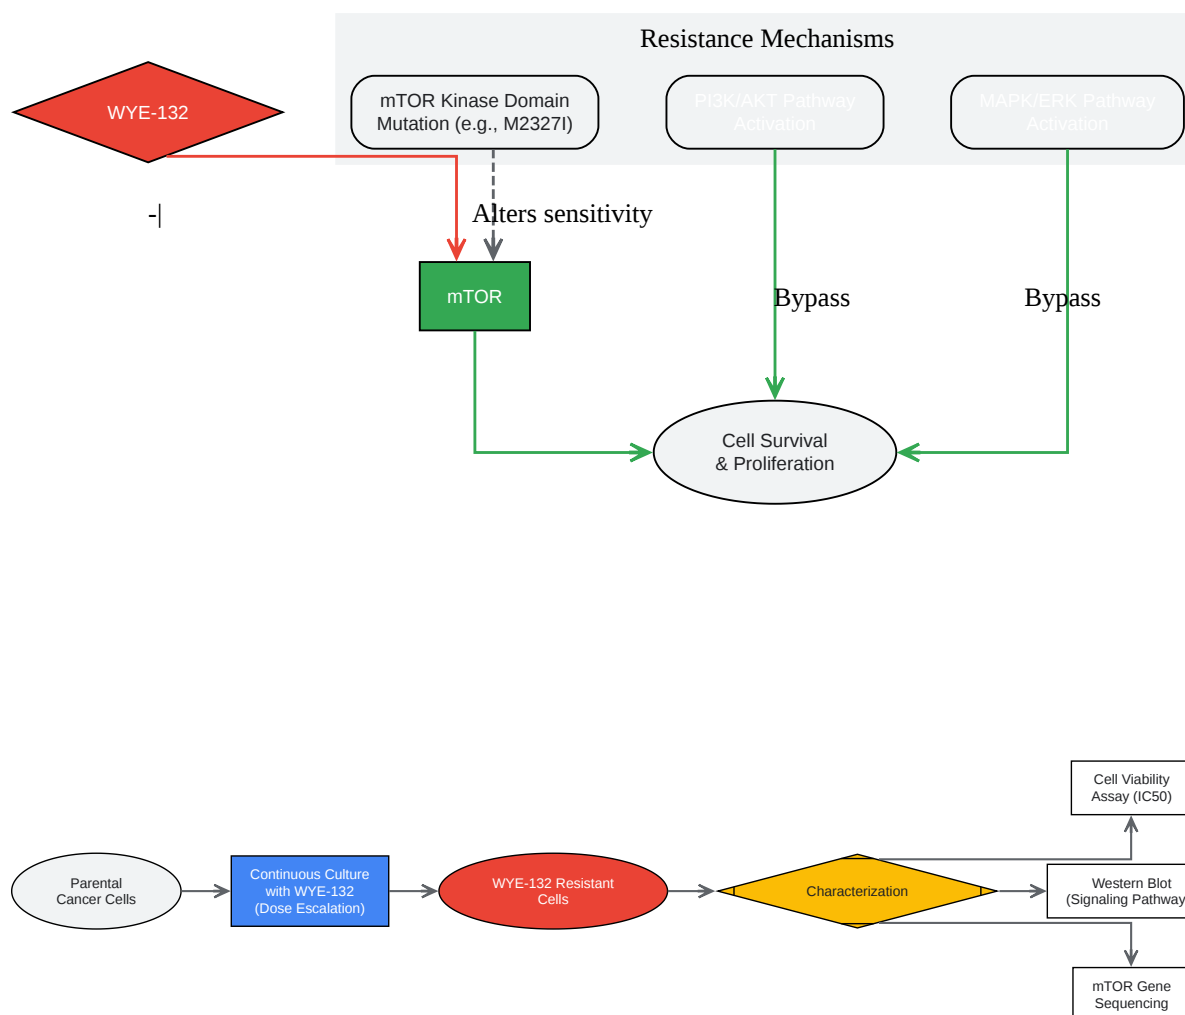 Resistance Mechanisms
WYE-132
mTOR Kinase Domain
Mutation (e.g., M2327I)
PI3K/AKT Pathway
Activation
MAPK/ERK Pathway
Activation
-|
Alters sensitivity
mTOR
Bypass
Bypass
Cell Survival
& Proliferation
Cell Viability
Assay (IC50)
Parental
Cancer Cells
Continuous Culture
with WYE-132
(Dose Escalation)
WYE-132 Resistant
Cells
Characterization
Western Blot
(Signaling Pathway
mTOR Gene
Sequencing